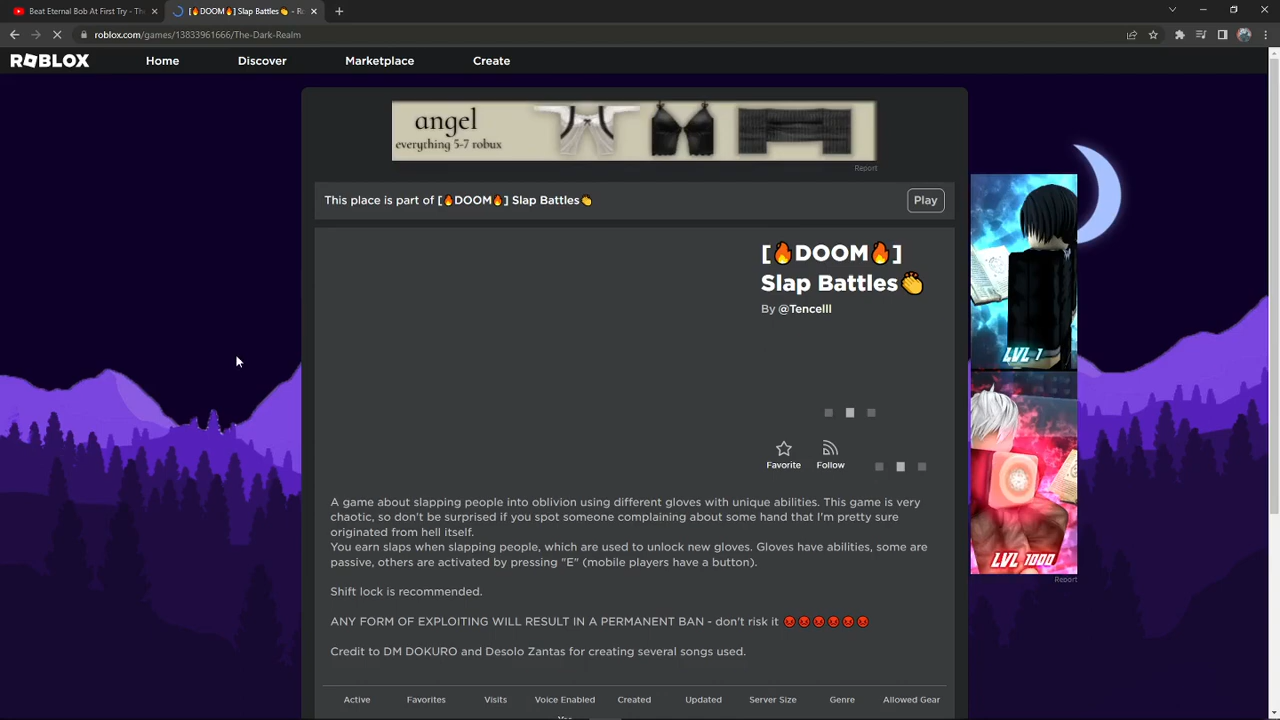 Beat Eternal Bob At First Try - Th
[🔥DOOM🔥] Slap Battles👏 - Ro
roblox.com/games/13833961666/The-Dark-Realm
ROBLOX
Home
Discover
Marketplace
Create
angel
everything 5-7 robux
Report
This place is part of [🔥DOOM🔥] Slap Battles👏
Play
[🔥DOOM🔥]
Slap Battles👏
By @Tencelll
LVL 1
Favorite
Follow
A game about slapping people into oblivion using different gloves with unique abilities. This game is very
chaotic, so don't be surprised if you spot someone complaining about some hand that I'm pretty sure
originated from hell itself.
You earn slaps when slapping people, which are used to unlock new gloves. Gloves have abilities, some are
passive, others are activated by pressing "E" (mobile players have a button).
LVL 1000
Report
Shift lock is recommended.
ANY FORM OF EXPLOITING WILL RESULT IN A PERMANENT BAN - don't risk it 😡😡😡😡😡😡
Credit to DM DOKURO and Desolo Zantas for creating several songs used.
Active
Favorites
Visits
Voice Enabled
Created
Updated
Server Size
Genre
Allowed Gear
Yes